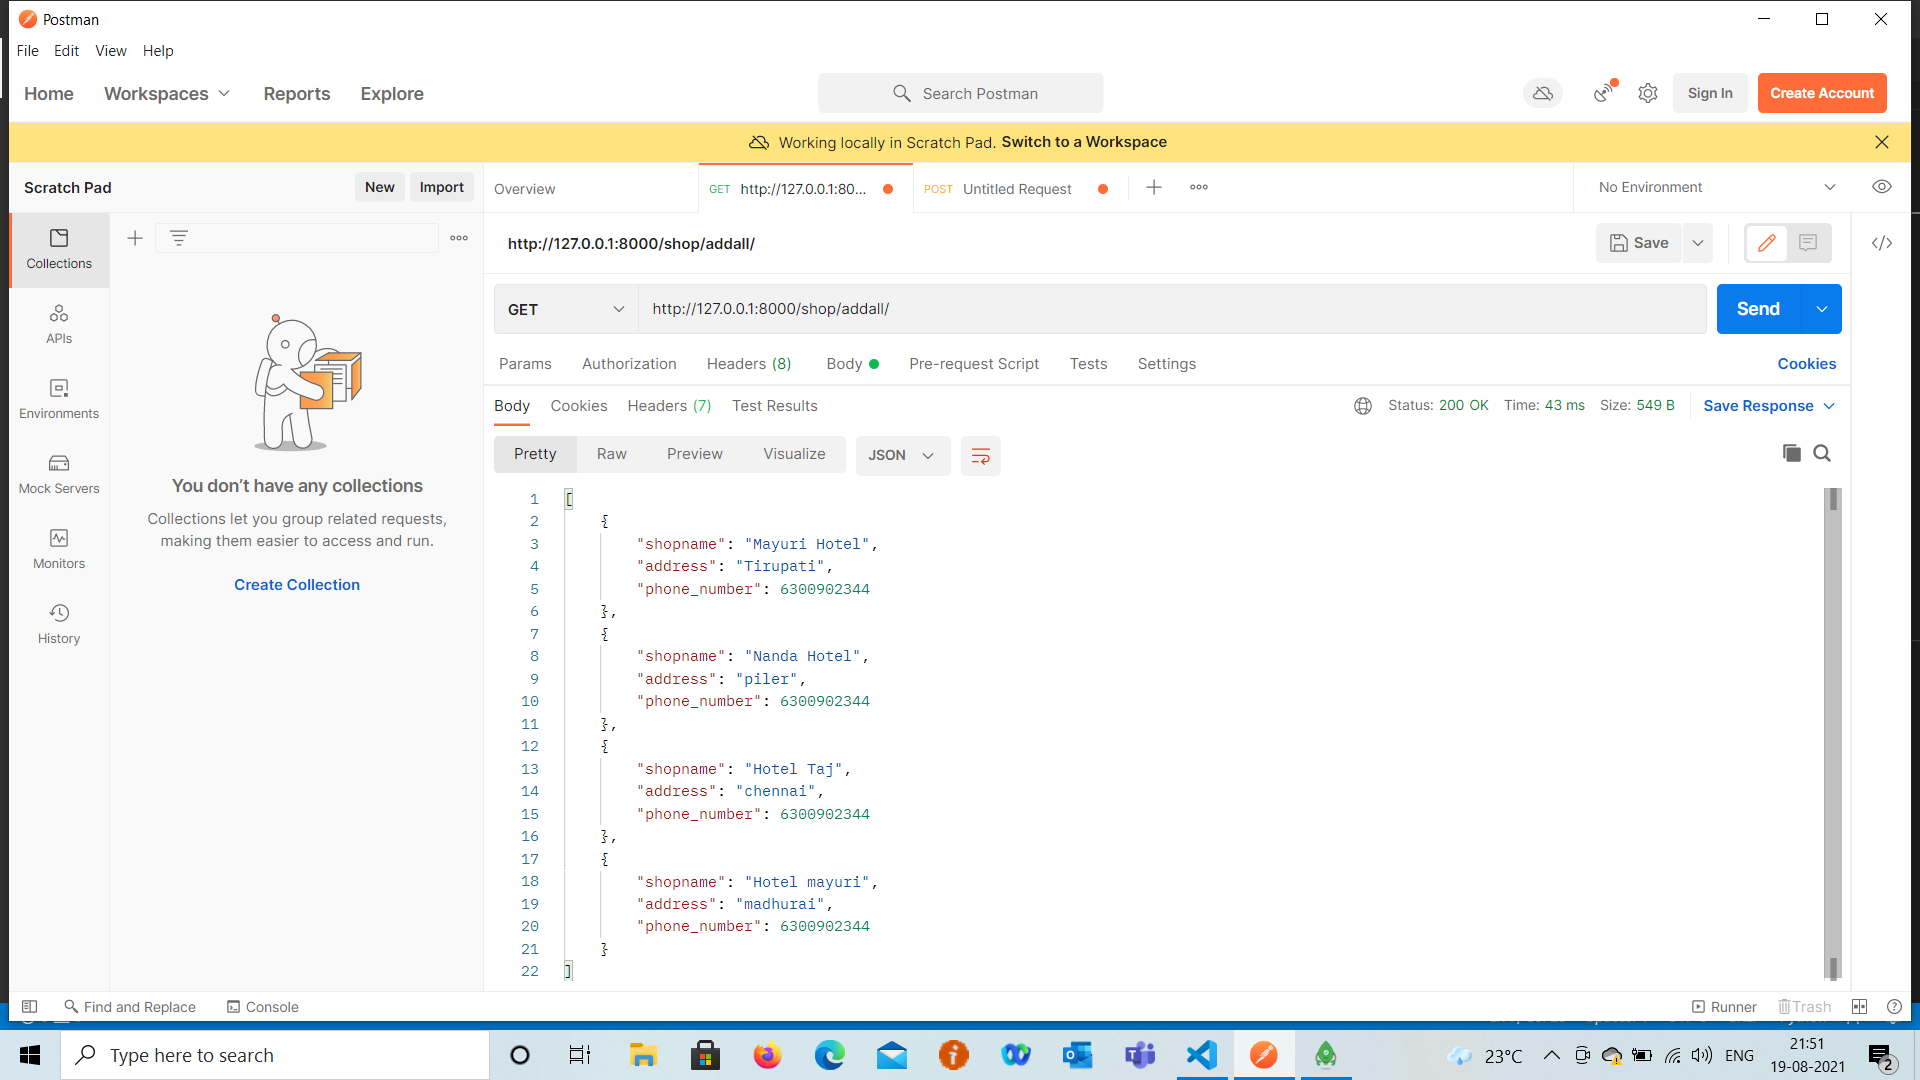 Postman
File Edit View Help
Home Workspaces Reports Explore
Search Postman
Sign In
Create Account
Working locally in Scratch Pad. Switch to a Workspace
Scratch Pad
New
Import
Overview
GET http://127.0.0.1:80...
POST Untitled Request
No Environment
Collections
APIs
Environments
Mock Servers
Monitors
History
You don’t have any collections
Collections let you group related requests,
making them easier to access and run.
Create Collection
http://127.0.0.1:8000/shop/addall/
Save
GET http://127.0.0.1:8000/shop/addall/
Send
Params Authorization Headers (8) Body Pre-request Script Tests Settings Cookies
Body Cookies Headers (7) Test Results Status: 200 OK Time: 43 ms Size: 549 B Save Response
Pretty Raw Preview Visualize JSON
1 [
2 {
3 "shopname": "Mayuri Hotel",
4 "address": "Tirupati",
5 "phone_number": 6300902344
6 },
7 {
8 "shopname": "Nanda Hotel",
9 "address": "piler",
10 "phone_number": 6300902344
11 },
12 {
13 "shopname": "Hotel Taj",
14 "address": "chennai",
15 "phone_number": 6300902344
16 },
17 {
18 "shopname": "Hotel mayuri",
19 "address": "madhurai",
20 "phone_number": 6300902344
21 }
22 ]
Find and Replace Console Runner Trash
Type here to search
23°C
ENG
21:51
19-08-2021
2